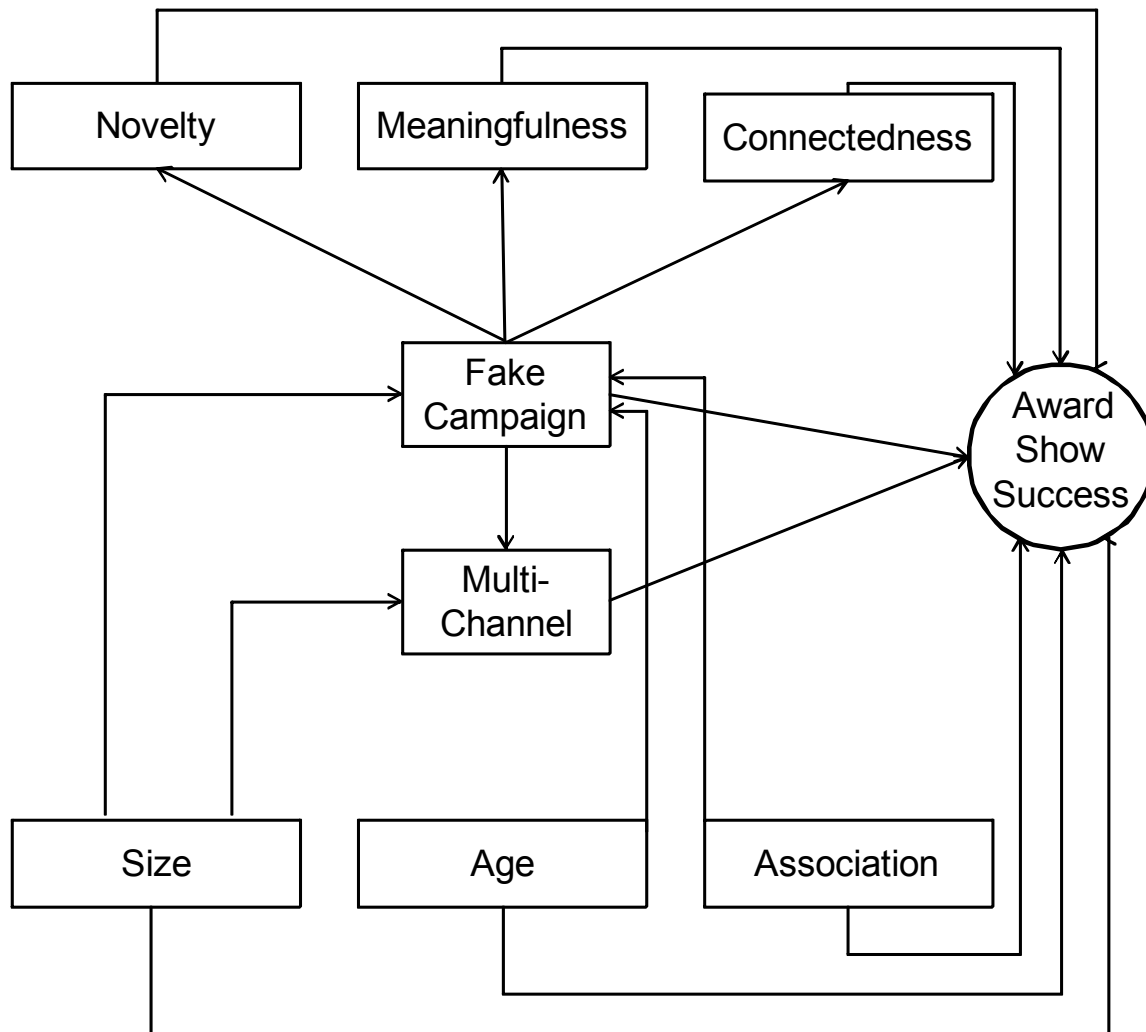 Novelty
Meaningfulness
Connectedness
Fake
Campaign
Award
Show
Success
Multi-
Channel
Size
Age
Association